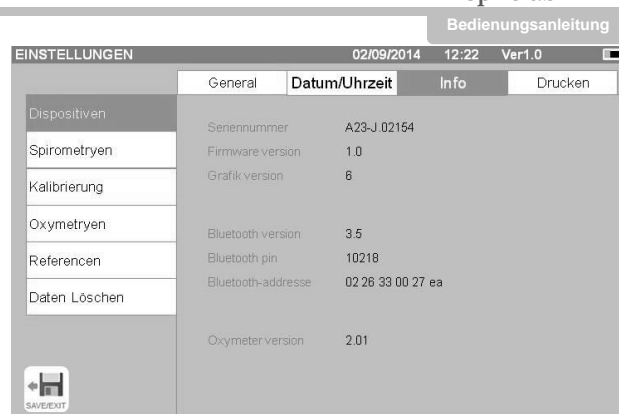 Bedienungsanleitung
EINSTELLUNGEN 02/09/2014 12:22 Ver1.0
General Datum/Uhrzeit Info Drucken
Dispositiven
Spirometryen
Kalibrierung
Oxymetryen
Referencen
Daten Löschen
Seriennummer A23-J.02154
Firmware version 1.0
Grafik version 6
Bluetooth version 3.5
Bluetooth pin 10218
Bluetooth-addresse 02 26 33 00 27 ea
Oxymeter version 2.01
SAVE/EXIT